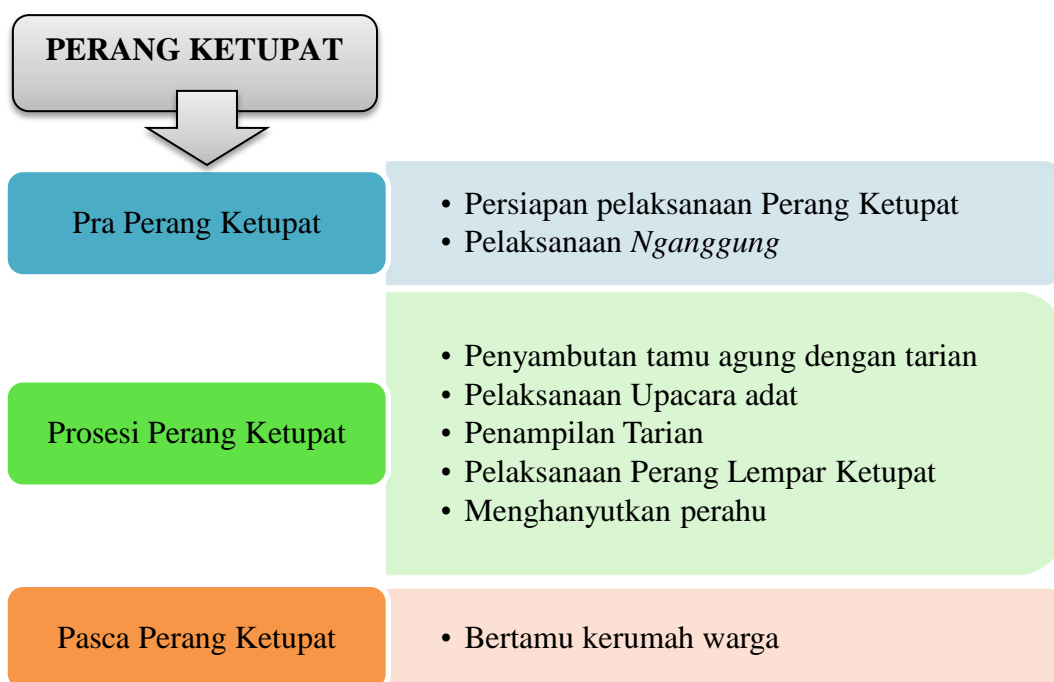 PERANG KETUPAT
Pra Perang Ketupat
• Persiapan pelaksanaan Perang Ketupat
• Pelaksanaan Nganggung
Prosesi Perang Ketupat
• Penyambutan tamu agung dengan tarian
• Pelaksanaan Upacara adat
• Penampilan Tarian
• Pelaksanaan Perang Lempar Ketupat
• Menghanyutkan perahu
Pasca Perang Ketupat
• Bertamu kerumah warga